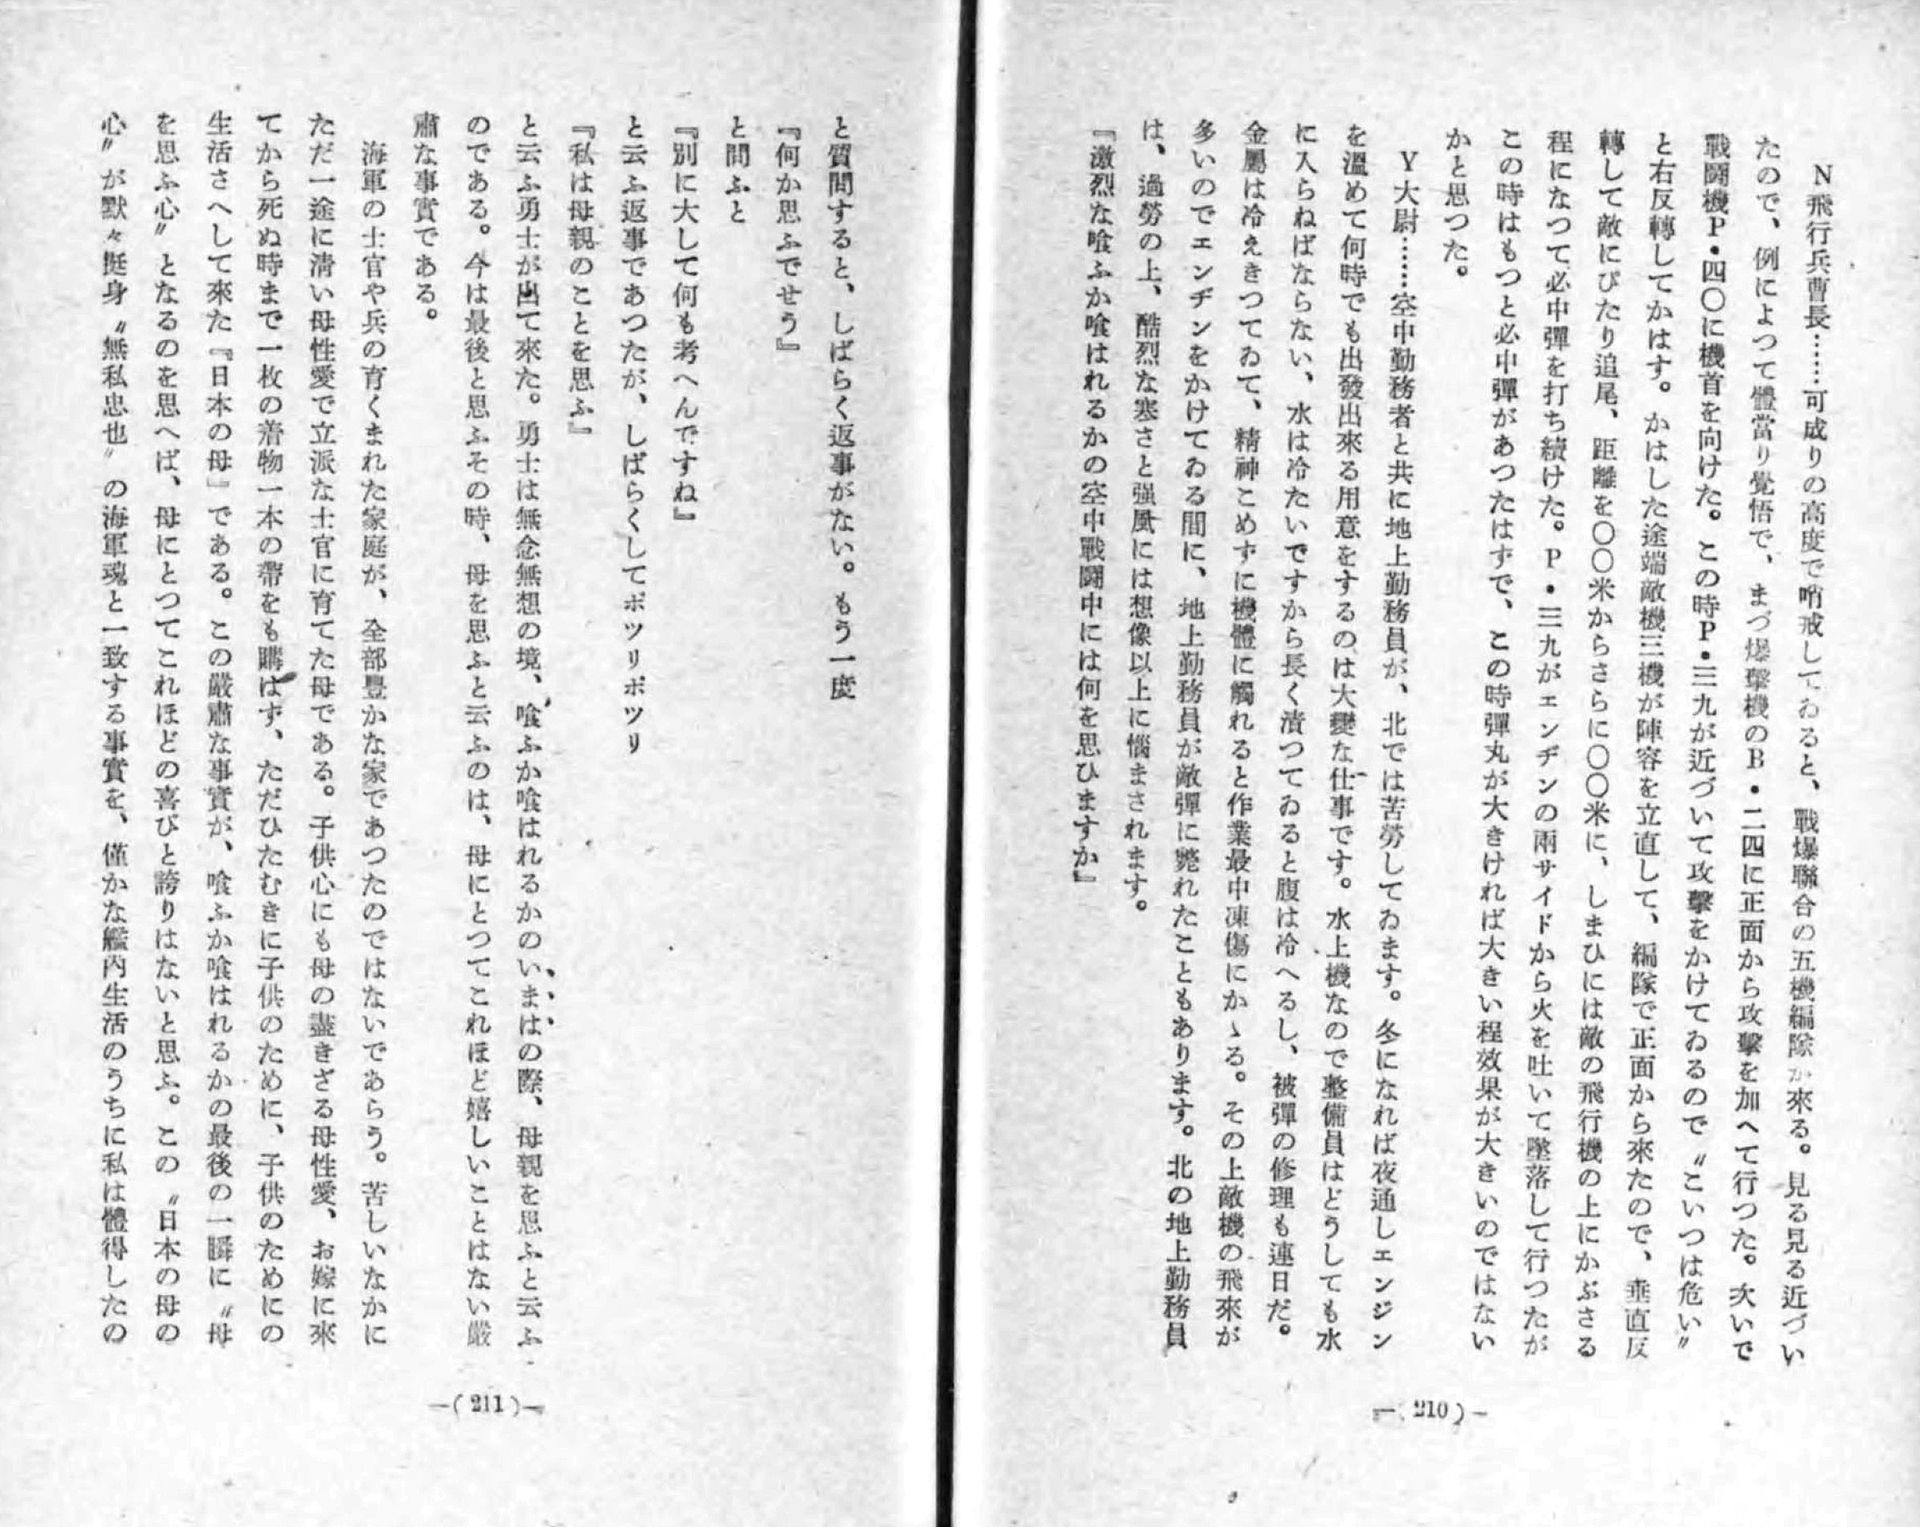 N飛行兵曹長……可成りの高度で哨戒してゐると、戰爆聯合の五機編隊が來る。見る見る近づい
たので、例によつて體當り覺悟で、まづ爆擊機のB・二四に正面から攻擊を加へて行つた。次いで
戰鬪機P・四〇に機首を向けた。この時P・三九が近づいて攻擊をかけてゐるので〝こいつは危い〟
と右反轉してかはす。かはした途端敵機三機が陣容を立直して、編隊で正面から來たので、垂直反
轉して敵にぴたり追尾、距離を〇〇米からさらに〇〇米に、しまひには敵の飛行機の上にかぶさる
程になつて必中彈を打ち續けた。P・三九がエンヂンの兩サイドから火を吐いて墜落して行つたが
この時はもつと必中彈があつたはずで、この時彈丸が大きければ大きい程效果が大きいのではない
かと思つた。
Y大尉……空中勤務者と共に地上勤務員が、北では苦勞してゐます。冬になれば夜通しエンジン
を溫めて何時でも出發出來る用意をするのは大變な仕事です。水上機なので整備員はどうしても水
に入らねばならない、水は冷たいですから長く漬つてゐると腹は冷へるし、被彈の修理も連日だ。
金屬は冷えきつてゐて、精神こめずに機體に觸れると作業最中凍傷にかゝる。その上敵機の飛來が
多いのでエンヂンをかけてゐる間に、地上勤務員が敵彈に斃れたこともあります。北の地上勤務員
は、過勞の上、酷烈な寒さと强風には想像以上に惱まされます。
『激烈な喰ふか喰はれるかの空中戰鬪中には何を思ひますか』
―(210)―
と質問すると、しばらく返事がない。もう一度
『何か思ふでせう』
と問ふと
『別に大して何も考へんですね』
と云ふ返事であつたが、しばらくしてポツリポツリ
『私は母親のことを思ふ』
と云ふ勇士が出て來た。勇士は無念無想の境、喰ふか喰はれるかのいまはの際、母親を思ふと云ふ
のである。今は最後と思ふその時、母を思ふと云ふのは、母にとつてこれほど嬉しいことはない嚴
肅な事實である。
海軍の士官や兵の育くまれた家庭が、全部豐かな家であつたのではないであらう。苦しいなかに
ただ一途に淸い母性愛で立派な士官に育てた母である。子供心にも母の盡きざる母性愛、お嫁に來
てから死ぬ時まで一枚の着物一本の帶をも購はず、ただひたむきに子供のために、子供のためにの
生活さへして來た『日本の母』である。この嚴肅な事實が、喰ふか喰はれるかの最後の一瞬に〝母
を思ふ心〟となるのを思へば、母にとつてこれほどの喜びと誇りはないと思ふ。この〝日本の母の
心〟が默々挺身〝無私忠也〟の海軍魂と一致する事實を、僅かな艦內生活のうちに私は體得したの
―(211)―